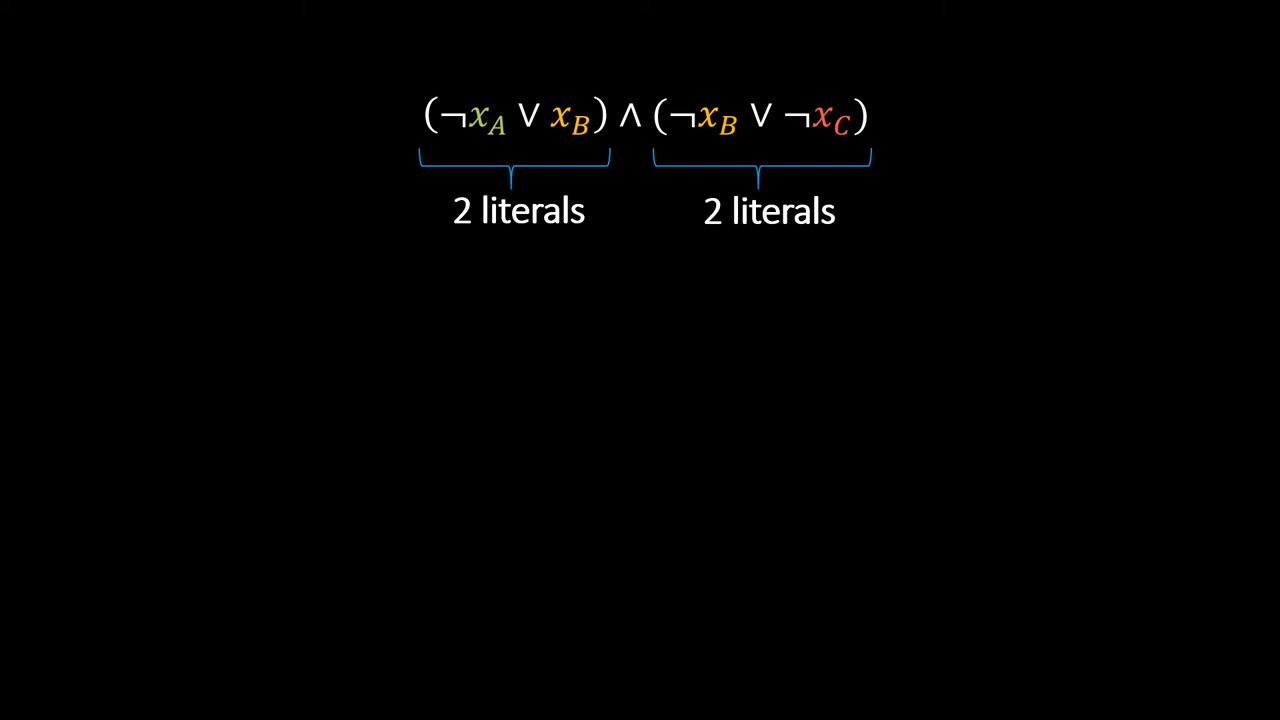 (¬x_A ∨ x_B) ∧ (¬x_B ∨ ¬x_C)
2 literals 2 literals